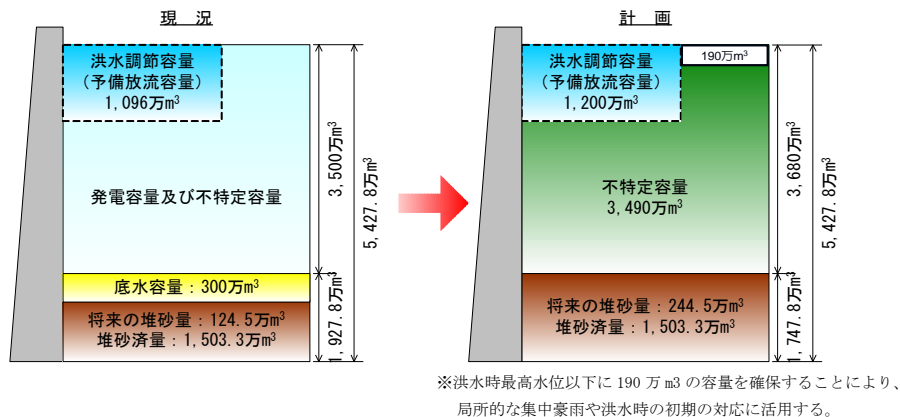 現　況
洪水調節容量
（予備放流容量）
1,096万m³
発電容量及び不特定容量
底水容量：300万m³
将来の堆砂量：124.5万m³
堆砂済量：1,503.3万m³
3,500万m³
1,927.8万m³
5,427.8万m³
計　画
洪水調節容量
（予備放流容量）
1,200万m³
190万m³
不特定容量
3,490万m³
将来の堆砂量：244.5万m³
堆砂済量：1,503.3万m³
3,680万m³
1,747.8万m³
5,427.8万m³
※洪水時最高水位以下に 190 万 m3 の容量を確保することにより、
局所的な集中豪雨や洪水時の初期の対応に活用する。